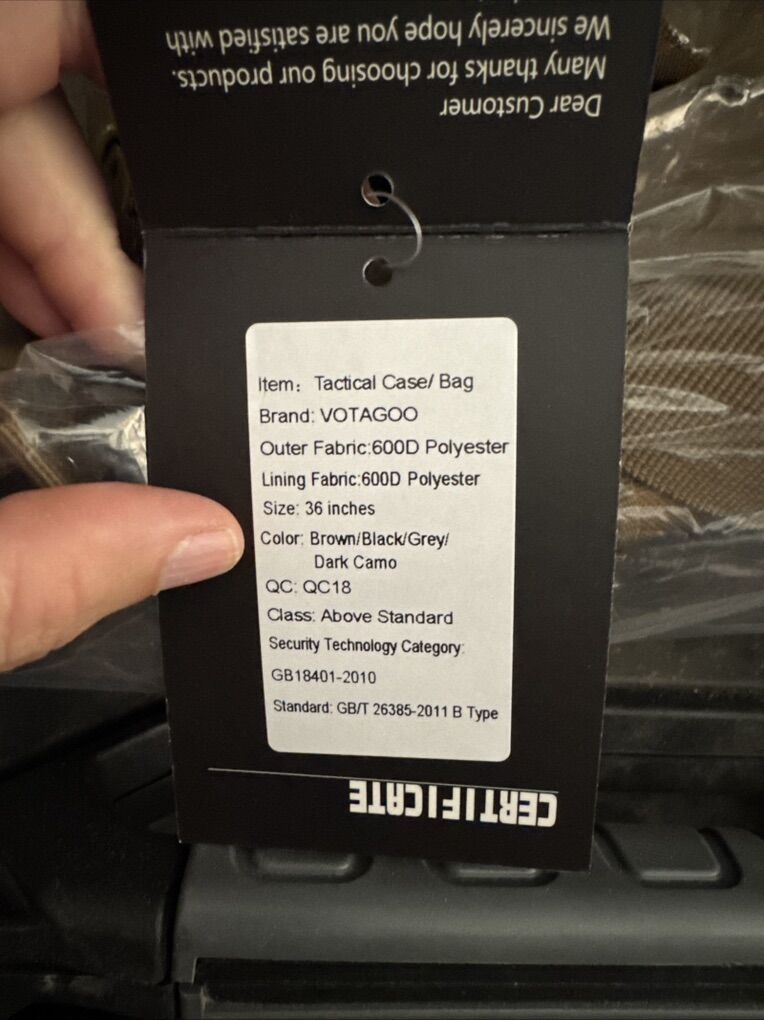 Dear Customer
Many thanks for choosing our products.
We sincerely hope you are satisfied with
Item: Tactical Case/ Bag
Brand: VOTAGOO
Outer Fabric:600D Polyester
Lining Fabric:600D Polyester
Size: 36 inches
Color: Brown/Black/Grey/
Dark Camo
QC: QC18
Class: Above Standard
Security Technology Category:
GB18401-2010
Standard: GB/T 26385-2011 B Type
CERTIFICATE